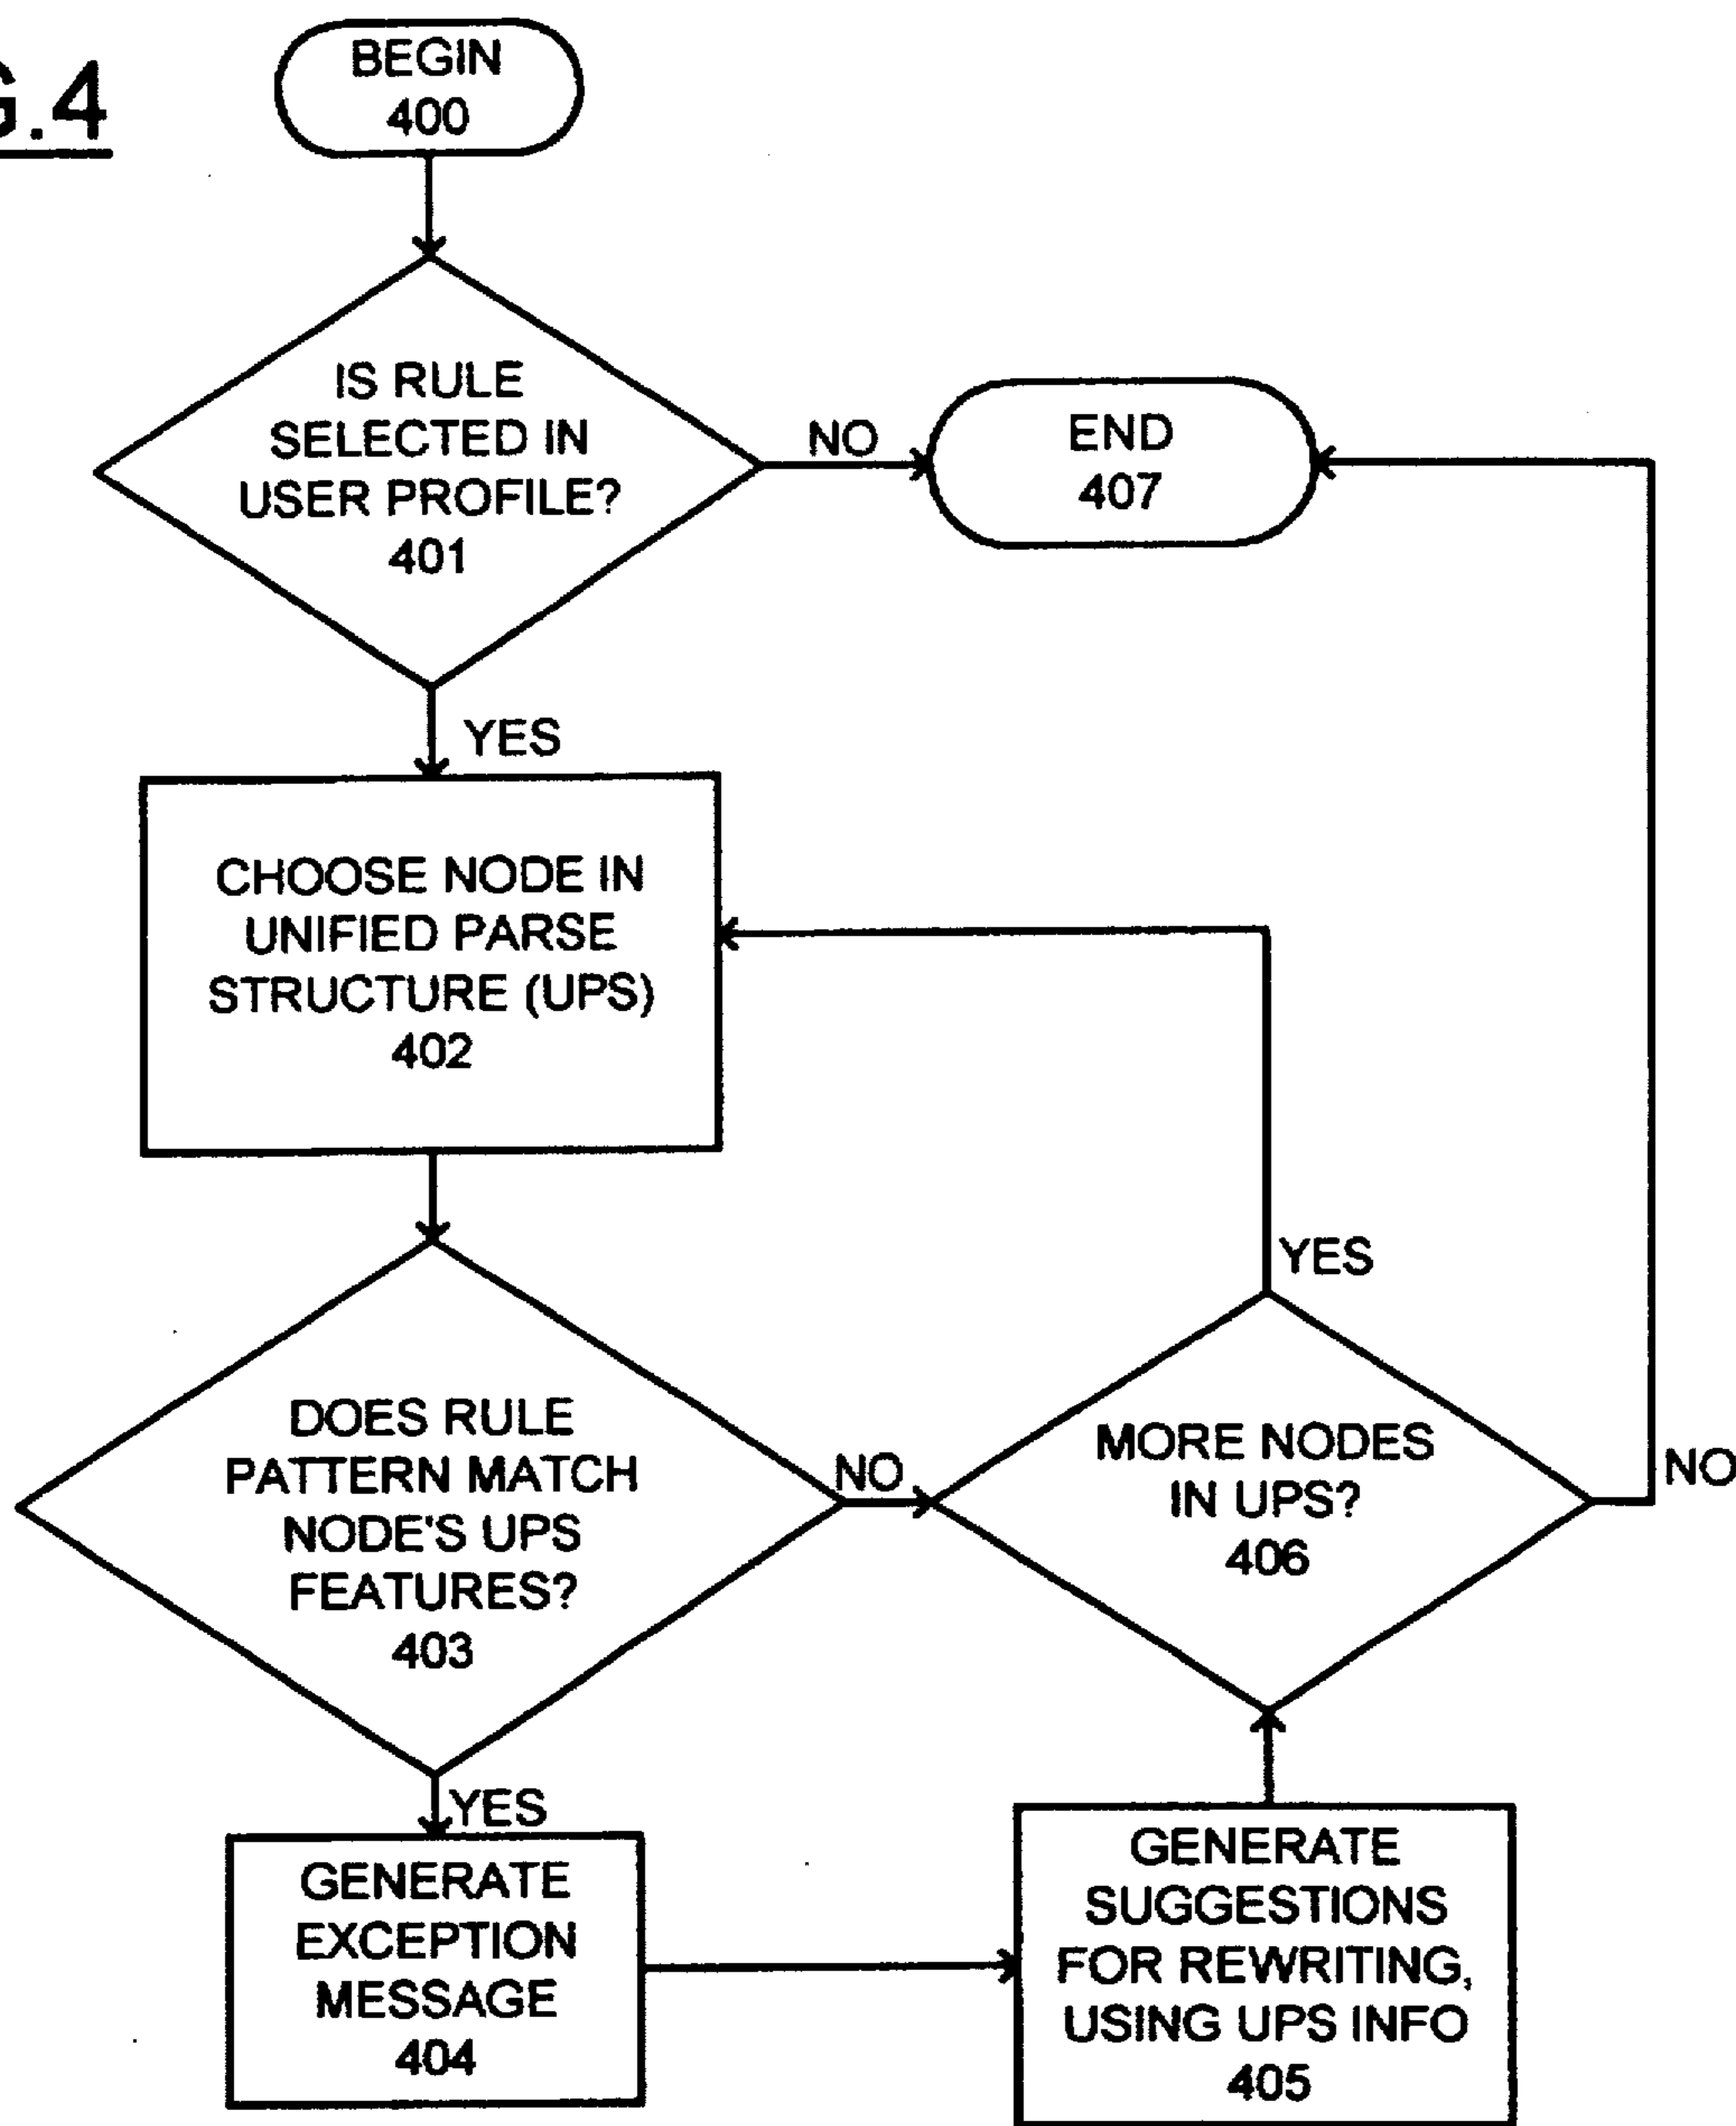 G.4
BEGIN
400
IS RULE
SELECTED IN
USER PROFILE?
401
NO
END
407
YES
CHOOSE NODE IN
UNIFIED PARSE
STRUCTURE (UPS)
402
YES
DOES RULE
PATTERN MATCH
NODE'S UPS
FEATURES?
403
NO
MORE NODES
IN UPS?
406
NO
YES
GENERATE
EXCEPTION
MESSAGE
404
GENERATE
SUGGESTIONS
FOR REWRITING,
USING UPS INFO
405